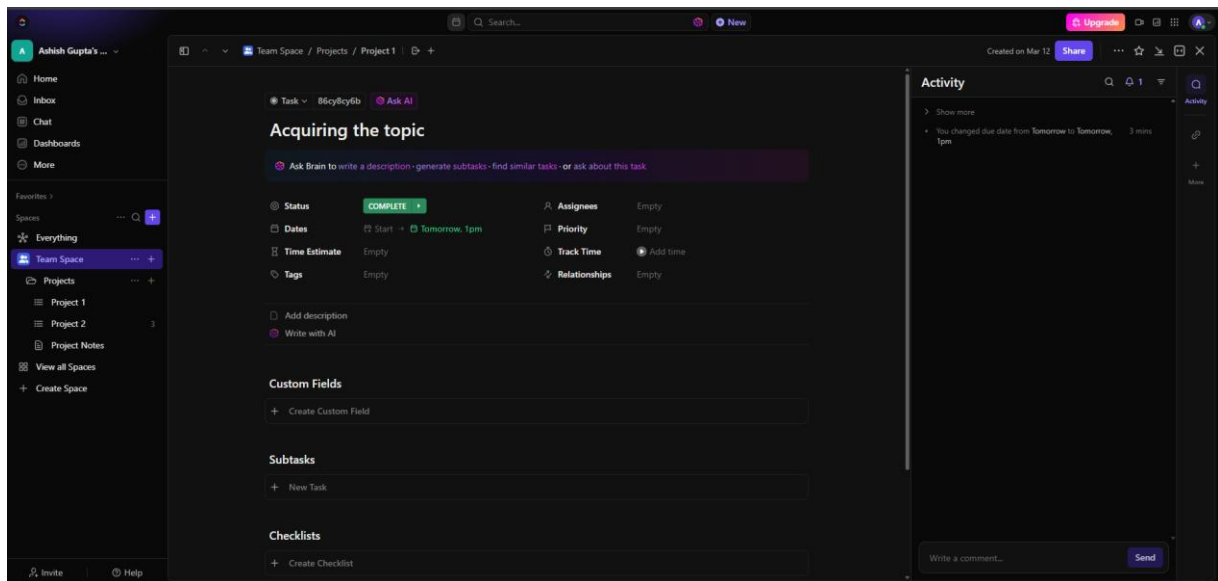 Search...
New
Upgrade
A
A Ashish Gupta's ...
Home
Inbox
Chat
Dashboards
More
Favorites >
Spaces
Everything
Team Space
Projects
Project 1
Project 2 3
Project Notes
View all Spaces
+ Create Space
Invite
Help
Team Space / Projects / Project 1
Created on Mar 12
Share
Task 86cy8cy6b Ask AI
Acquiring the topic
Ask Brain to write a description - generate subtasks - find similar tasks - or ask about this task
Status COMPLETE
Assignees Empty
Dates Start → Tomorrow, 1pm
Priority Empty
Time Estimate Empty
Track Time Add time
Tags Empty
Relationships Empty
Add description
Write with AI
Custom Fields
+ Create Custom Field
Subtasks
+ New Task
Checklists
+ Create Checklist
Activity
1
> Show more
• You changed due date from Tomorrow to Tomorrow, 3 mins
1pm
Write a comment...
Send
Activity
More